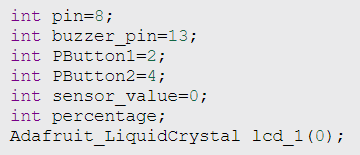 int pin=8;
int buzzer_pin=13;
int PButton1=2;
int PButton2=4;
int sensor_value=0;
int percentage;
Adafruit_LiquidCrystal lcd_1(0);